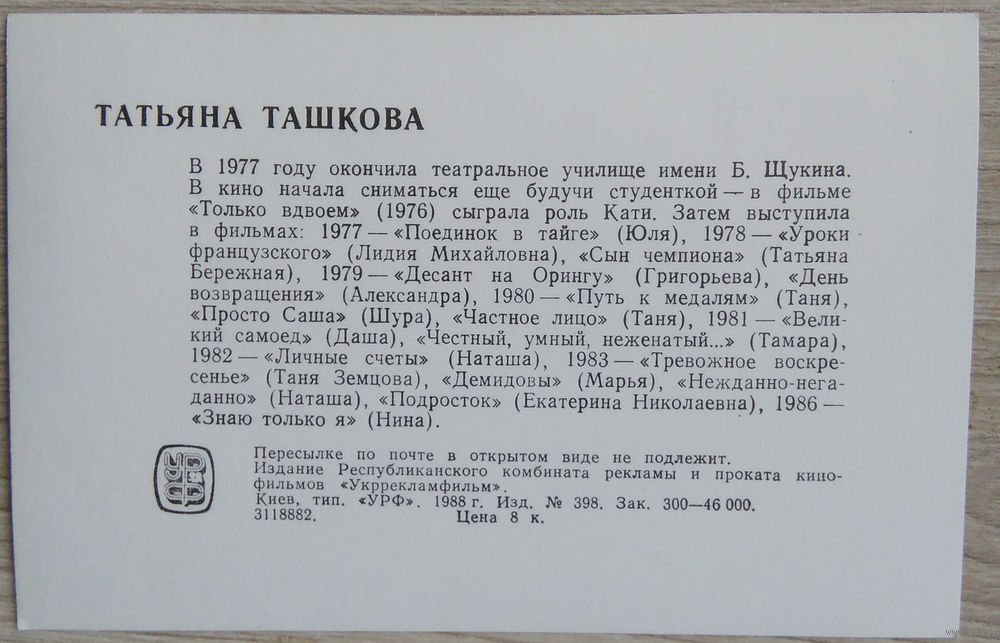 ТАТЬЯНА ТАШКОВА
В 1977 году окончила театральное училище имени Б. Щукина.
В кино начала сниматься еще будучи студенткой — в фильме
«Только вдвоем» (1976) сыграла роль Кати. Затем выступила
в фильмах: 1977 — «Поединок в тайге» (Юля), 1978 — «Уроки
французского» (Лидия Михайловна), «Сын чемпиона» (Татьяна
Бережная), 1979 — «Десант на Орингу» (Григорьева), «День
возвращения» (Александра), 1980 — «Путь к медалям» (Таня),
«Просто Саша» (Шура), «Частное лицо» (Таня), 1981 — «Вели-
кий самоед» (Даша), «Честный, умный, неженатый...» (Тамара),
1982 — «Личные счеты» (Наташа), 1983 — «Тревожное воскре-
сенье» (Таня Земцова), «Демидовы» (Марья), «Нежданно-нега-
данно» (Наташа), «Подросток» (Екатерина Николаевна), 1986 —
«Знаю только я» (Нина).
Пересылке по почте в открытом виде не подлежит.
Издание Республиканского комбината рекламы и проката кино-
фильмов «Укррекламфильм».
Киев, тип. «УРФ». 1988 г. Изд. № 398. Зак. 300—46 000.
3118882. Цена 8 к.